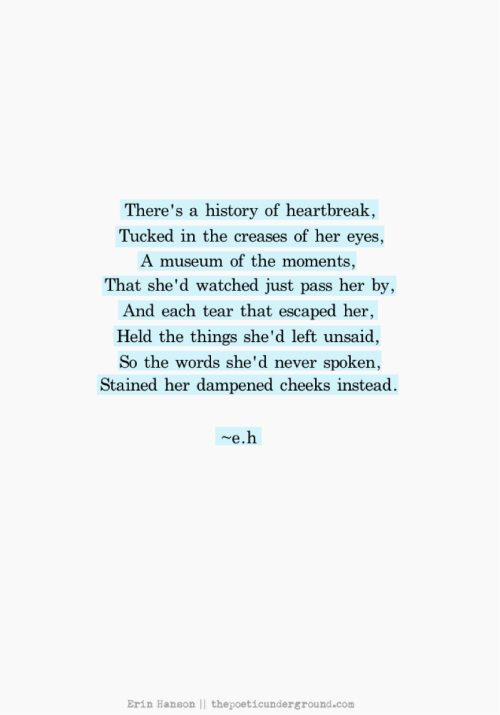 There's a history of heartbreak,
Tucked in the creases of her eyes,
A museum of the moments,
That she'd watched just pass her by,
And each tear that escaped her,
Held the things she'd left unsaid,
So the words she'd never spoken,
Stained her dampened cheeks instead.
~e.h
Erin Hanson || thepoeticunderground.com